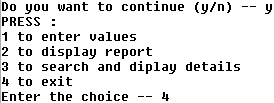 Do you want to continue (y/n) -- y
PRESS :
1 to enter values
2 to display report
3 to search and diplay details
4 to exit
Enter the choice -- 4